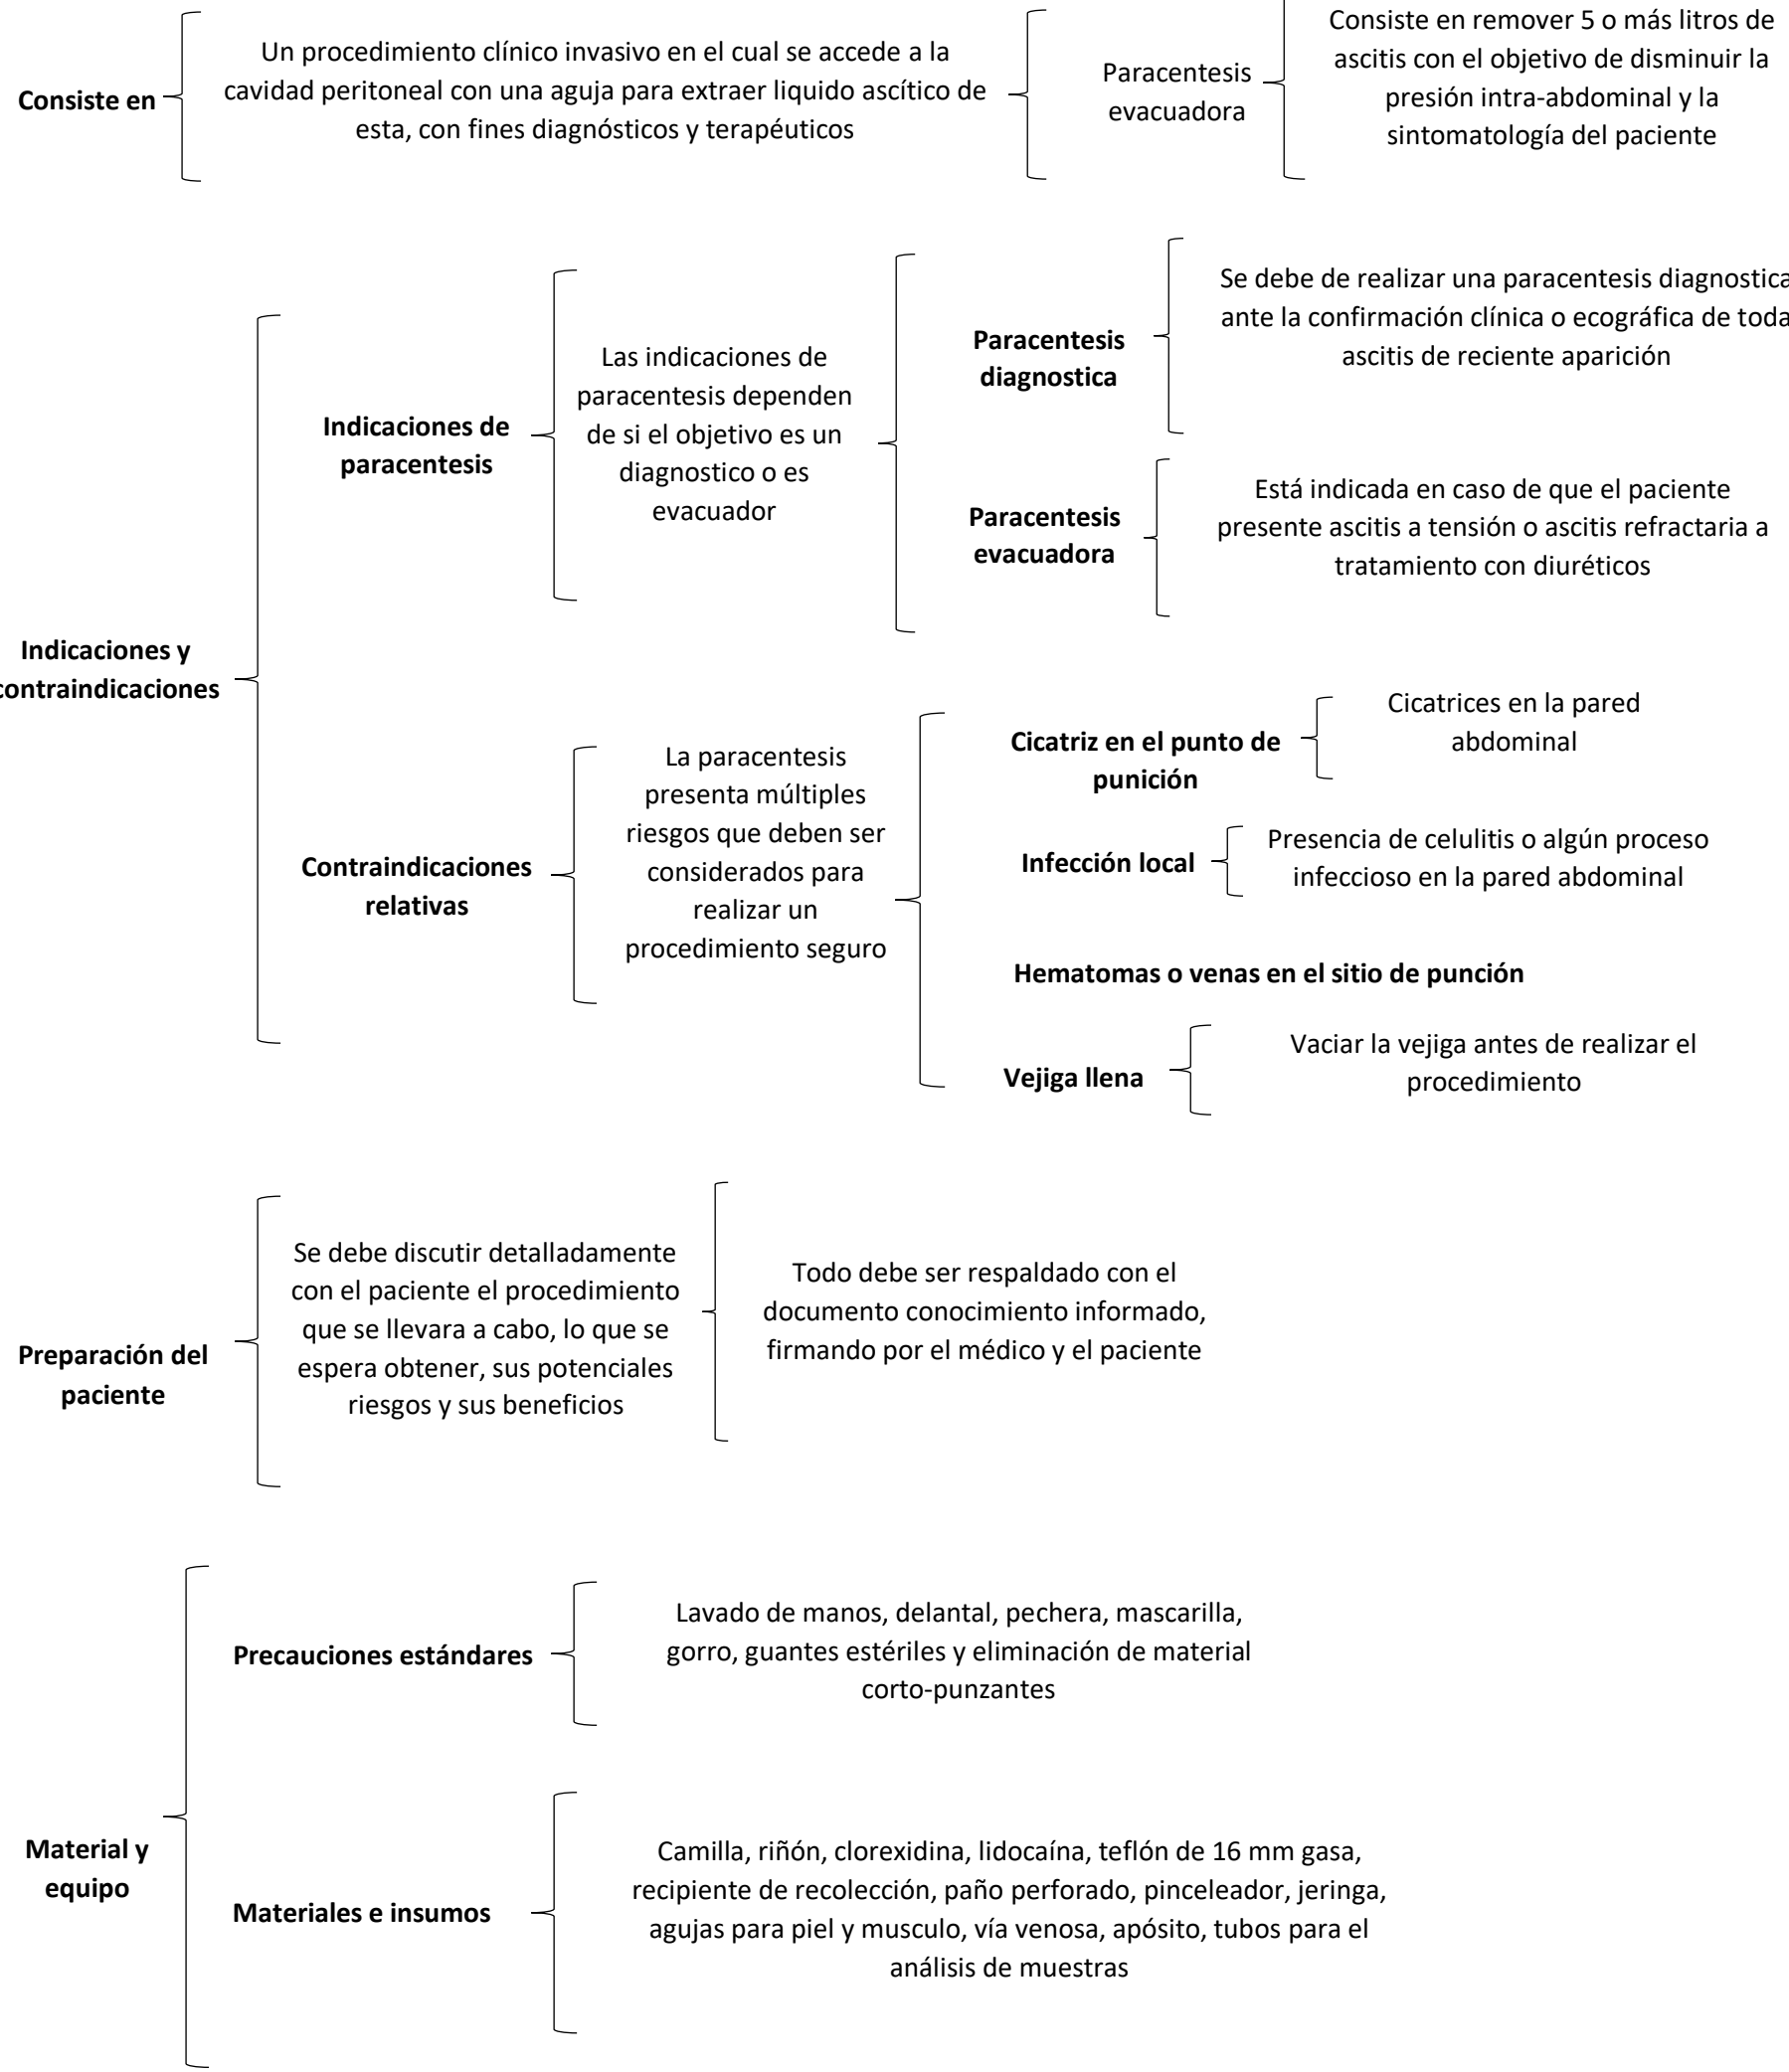 Consiste en
Un procedimiento clínico invasivo en el cual se accede a la
cavidad peritoneal con una aguja para extraer liquido ascítico de
esta, con fines diagnósticos y terapéuticos
Paracentesis
evacuadora
Consiste en remover 5 o más litros de
ascitis con el objetivo de disminuir la
presión intra-abdominal y la
sintomatología del paciente
Indicaciones y
contraindicaciones
Indicaciones de
paracentesis
Las indicaciones de
paracentesis dependen
de si el objetivo es un
diagnostico o es
evacuador
Paracentesis
diagnostica
Se debe de realizar una paracentesis diagnostica
ante la confirmación clínica o ecográfica de toda
ascitis de reciente aparición
Paracentesis
evacuadora
Está indicada en caso de que el paciente
presente ascitis a tensión o ascitis refractaria a
tratamiento con diuréticos
Contraindicaciones
relativas
La paracentesis
presenta múltiples
riesgos que deben ser
considerados para
realizar un
procedimiento seguro
Cicatriz en el punto de
punición
Cicatrices en la pared
abdominal
Infección local
Presencia de celulitis o algún proceso
infeccioso en la pared abdominal
Hematomas o venas en el sitio de punción
Vejiga llena
Vaciar la vejiga antes de realizar el
procedimiento
Preparación del
paciente
Se debe discutir detalladamente
con el paciente el procedimiento
que se llevara a cabo, lo que se
espera obtener, sus potenciales
riesgos y sus beneficios
Todo debe ser respaldado con el
documento conocimiento informado,
firmando por el médico y el paciente
Material y
equipo
Precauciones estándares
Lavado de manos, delantal, pechera, mascarilla,
gorro, guantes estériles y eliminación de material
corto-punzantes
Materiales e insumos
Camilla, riñón, clorexidina, lidocaína, teflón de 16 mm gasa,
recipiente de recolección, paño perforado, pinceleador, jeringa,
agujas para piel y musculo, vía venosa, apósito, tubos para el
análisis de muestras